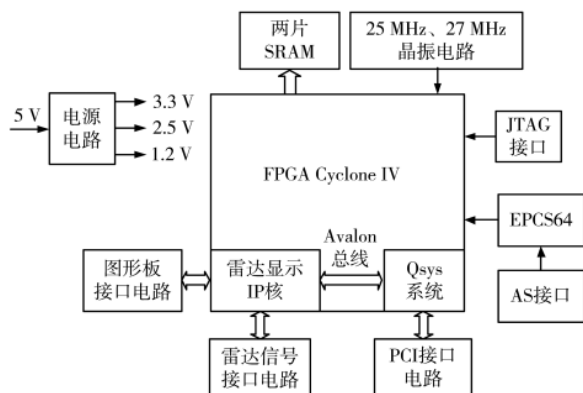 两片
SRAM
25 MHz、27 MHz
晶振电路
5 V
电源
电路
3.3 V
2.5 V
1.2 V
FPGA Cyclone IV
JTAG
接口
EPCS64
AS接口
Avalon
总线
图形板
接口电路
雷达显示
IP核
Qsys
系统
雷达信号
接口电路
PCI接口
电路